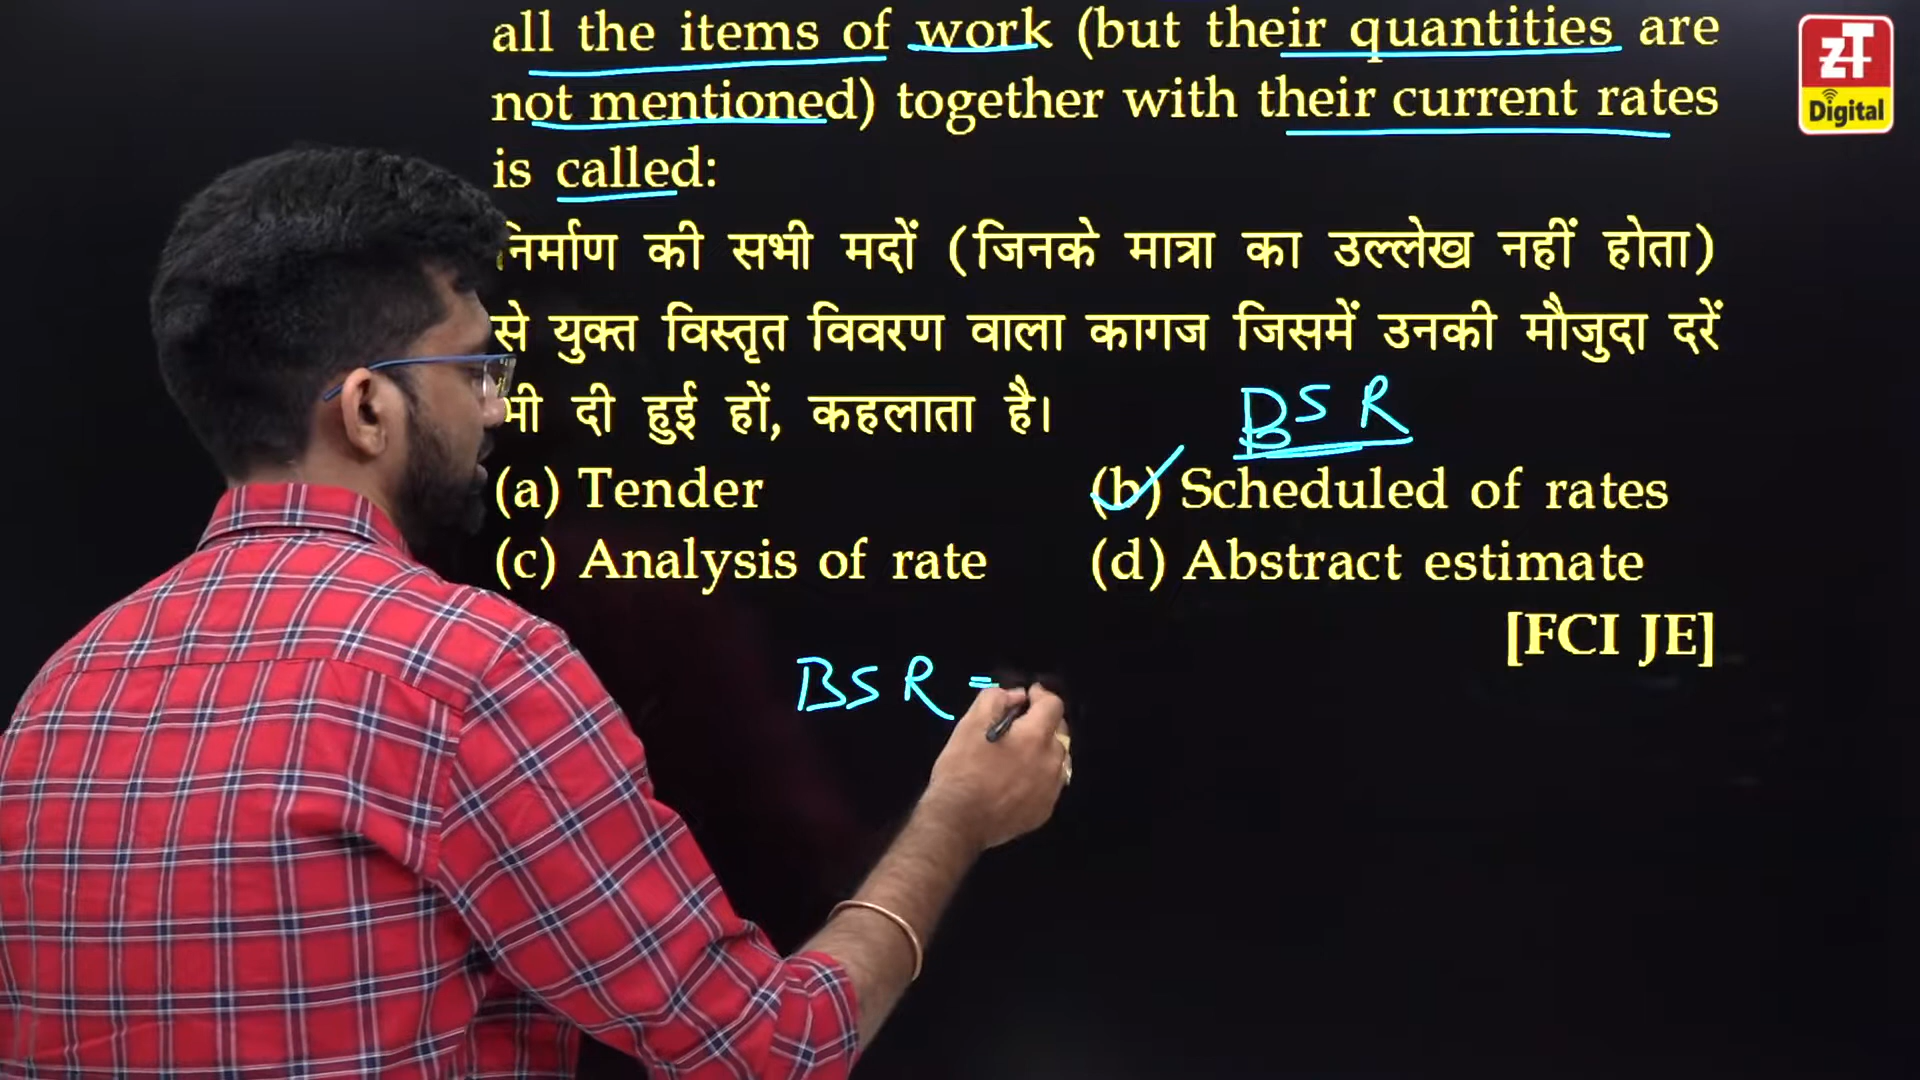 all the items of work (but their quantities are
not mentioned) together with their current rates
is called:
निर्माण की सभी मदों (जिनके मात्रा का उल्लेख नहीं होता)
से युक्त विस्तृत विवरण वाला कागज जिसमें उनकी मौजुदा दरें
भी दी हुई हों, कहलाता है।
BSR
(a) Tender (b) Scheduled of rates
(c) Analysis of rate (d) Abstract estimate
[FCI JE]
BSR =
ZT
Digital